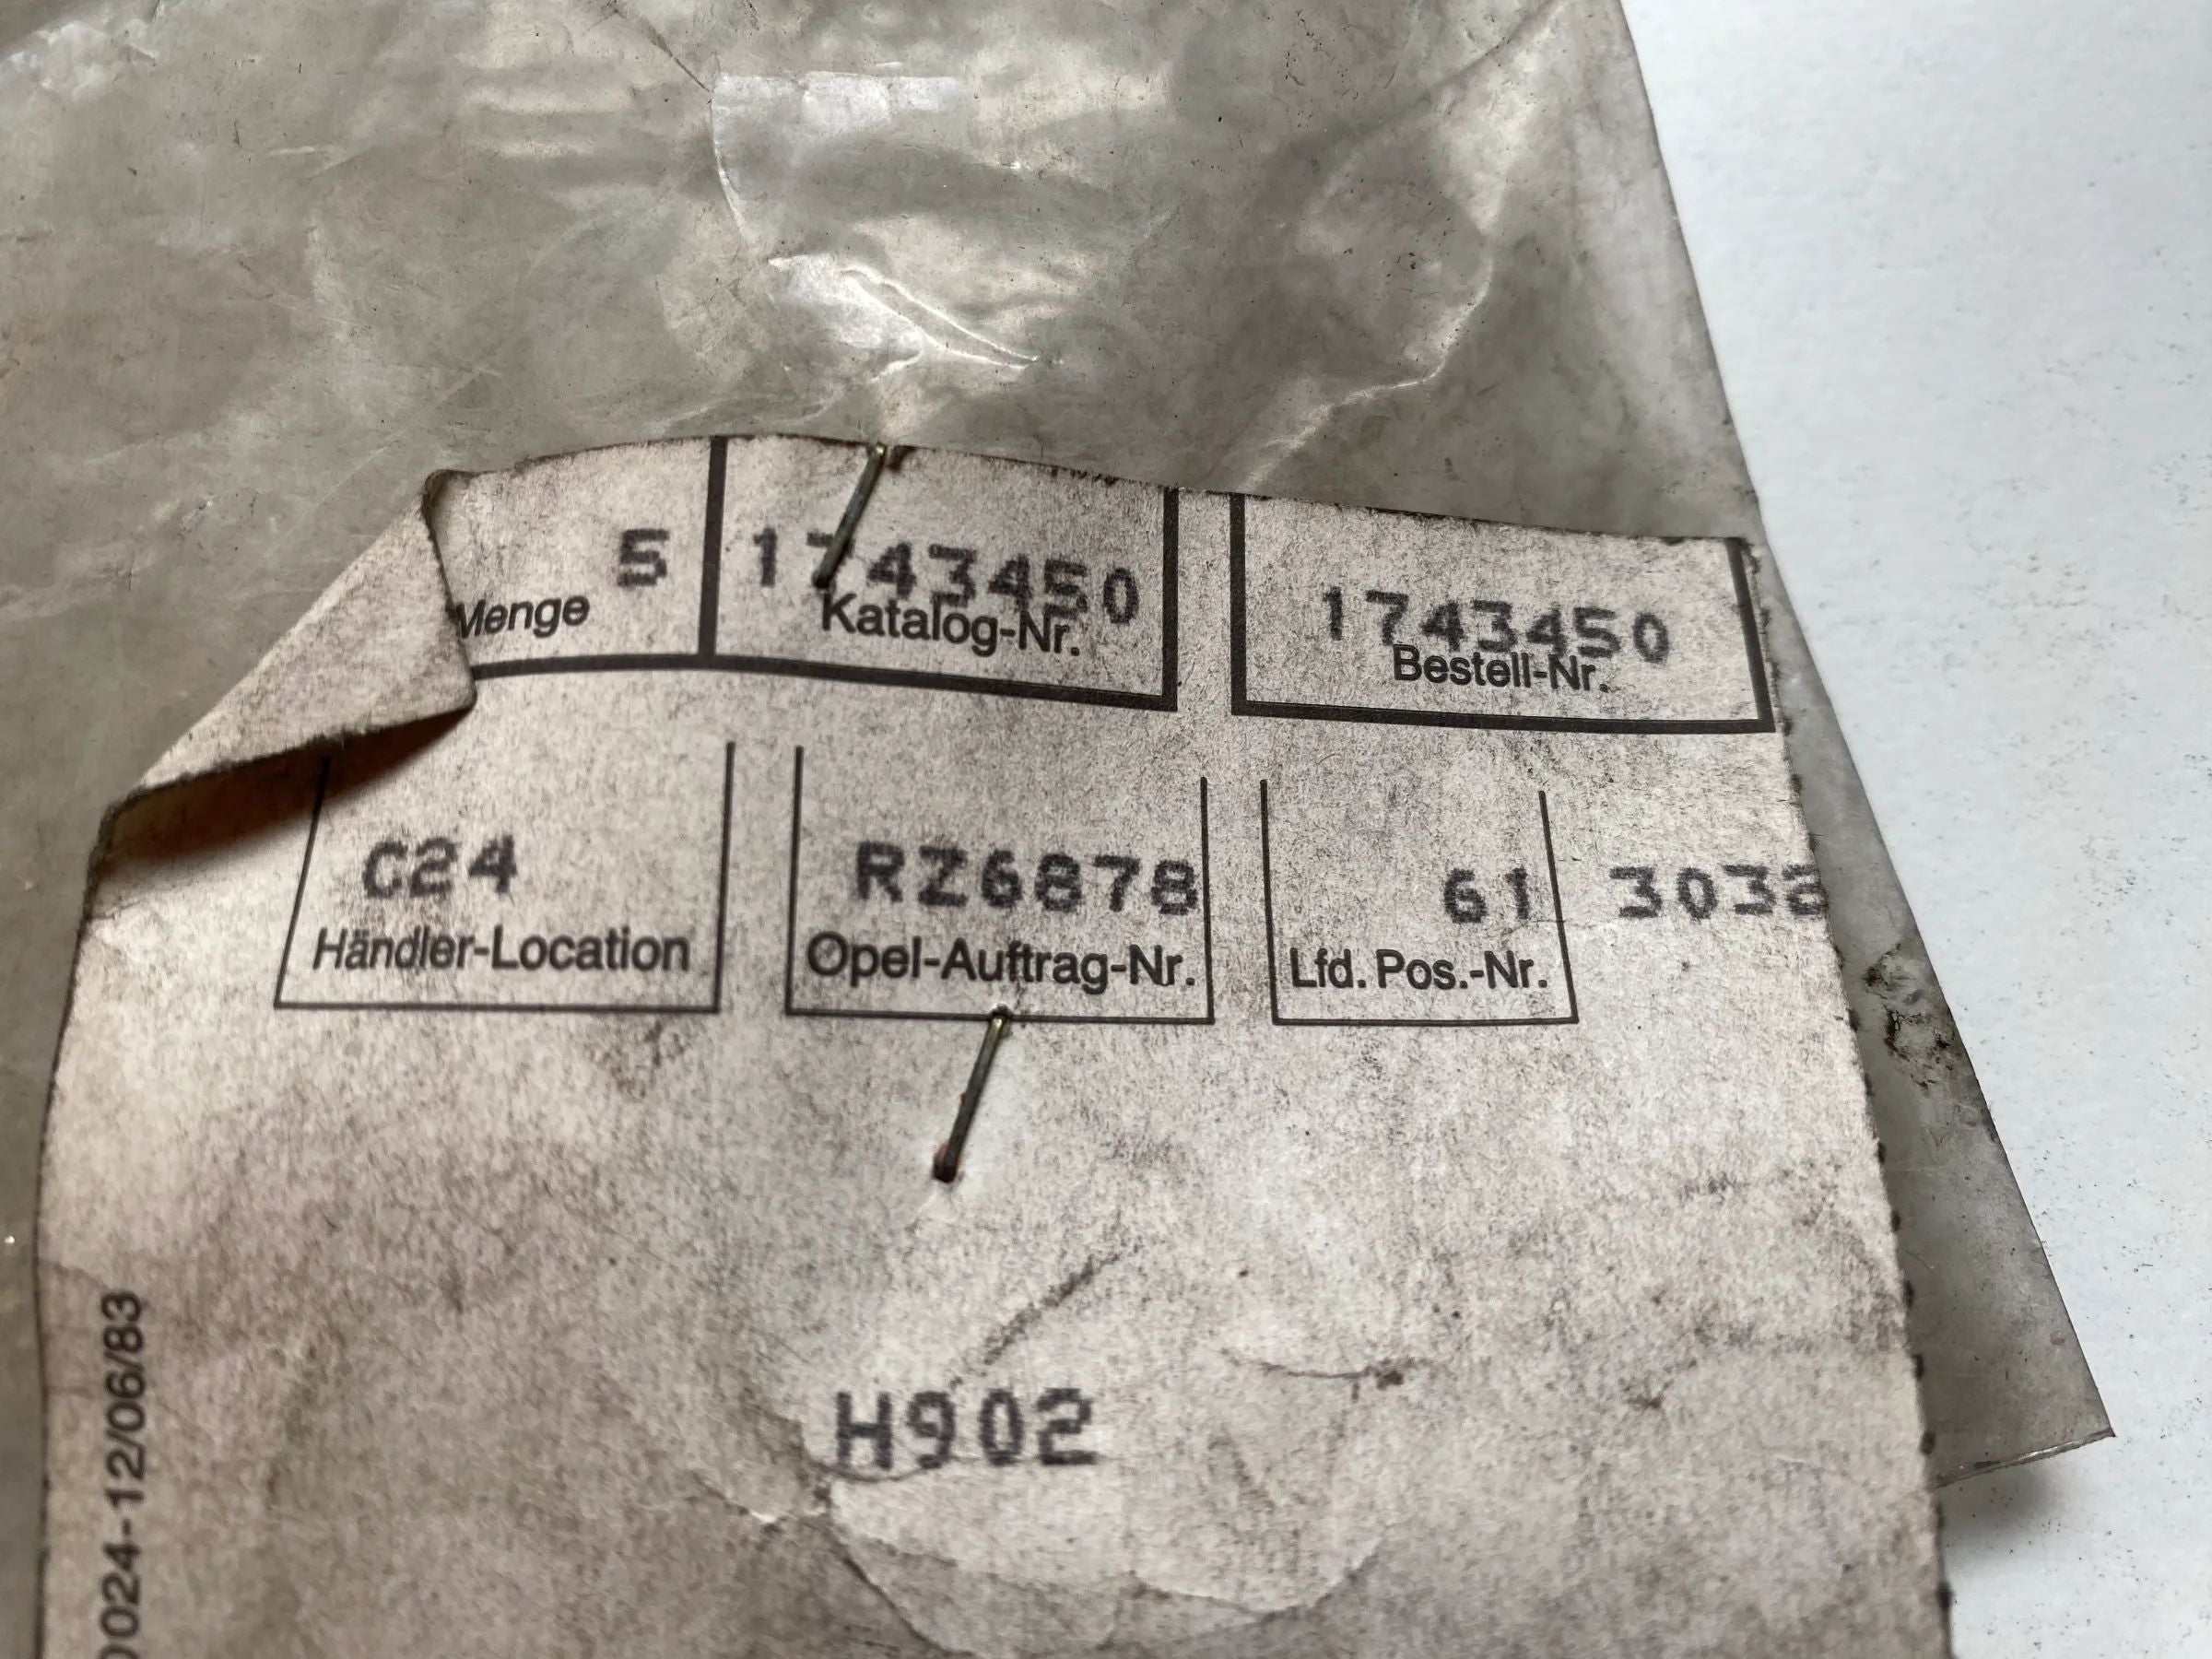 5 1743450 1743450
Menge Katalog-Nr. Bestell-Nr.
C24 RZ6878 61 3032
Händler-Location Opel-Auftrag-Nr. Lfd. Pos.-Nr.
H902
0024-12/06/83